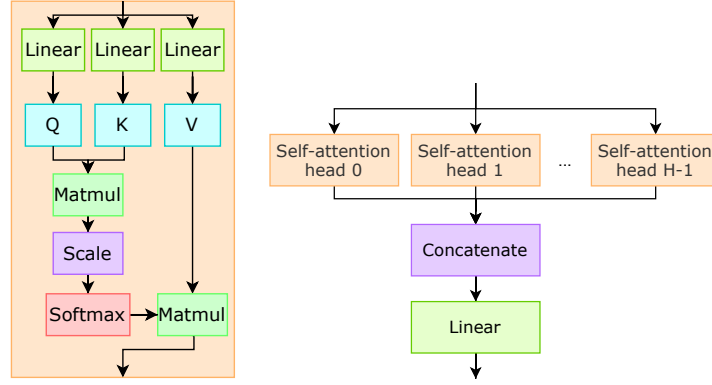 Linear
Linear
Linear
Q
K
V
Matmul
Scale
Softmax
Matmul
Self-attention
head 0
Self-attention
head 1
...
Self-attention
head H-1
Concatenate
Linear